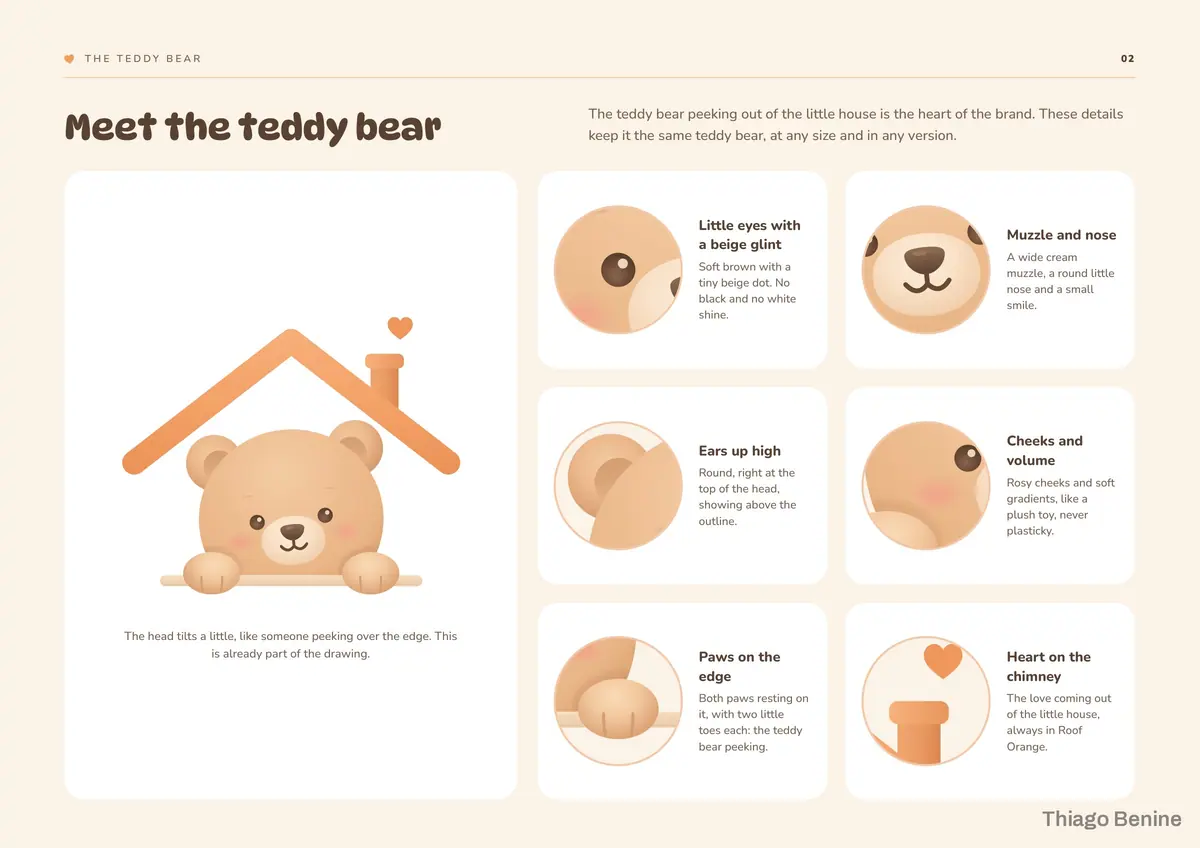 THE TEDDY BEAR
02
Meet the teddy bear
The teddy bear peeking out of the little house is the heart of the brand. These details
keep it the same teddy bear, at any size and in any version.
The head tilts a little, like someone peeking over the edge. This
is already part of the drawing.
Little eyes with
a beige glint
Soft brown with a
tiny beige dot. No
black and no white
shine.
Muzzle and nose
A wide cream
muzzle, a round little
nose and a small
smile.
Ears up high
Round, right at the
top of the head,
showing above the
outline.
Cheeks and
volume
Rosy cheeks and soft
gradients, like a
plush toy, never
plasticky.
Paws on the
edge
Both paws resting on
it, with two little
toes each: the teddy
bear peeking.
Heart on the
chimney
The love coming out
of the little house,
always in Roof
Orange.
Thiago Benine